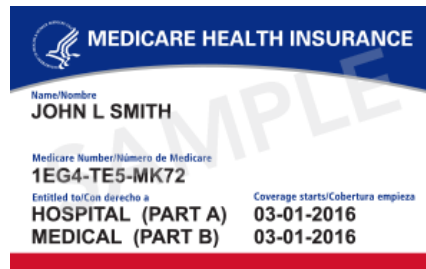 MEDICARE HEALTH INSURANCE
Name/Nombre
JOHN L SMITH
Medicare Number/Número de Medicare
1EG4-TE5-MK72
Entitled to/Con derecho a Coverage starts/Cobertura empieza
HOSPITAL (PART A) 03-01-2016
MEDICAL (PART B) 03-01-2016
SAMPLE